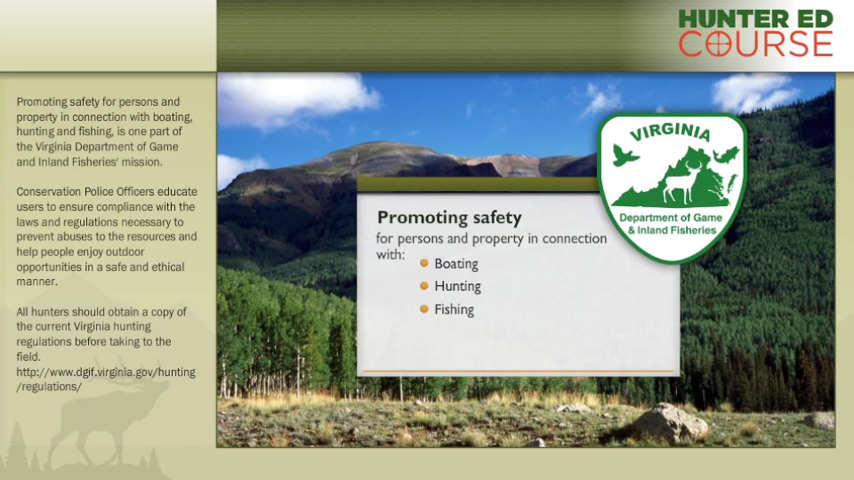 HUNTER ED
COURSE
Promoting safety for persons and
property in connection with boating,
hunting and fishing, is one part of
the Virginia Department of Game
and Inland Fisheries' mission.
Conservation Police Officers educate
users to ensure compliance with the
laws and regulations necessary to
prevent abuses to the resources and
help people enjoy outdoor
opportunities in a safe and ethical
manner.
All hunters should obtain a copy of
the current Virginia hunting
regulations before taking to the
field.
http://www.dgif.virginia.gov/hunting
/regulations/
VIRGINIA
Department of Game
& Inland Fisheries
Promoting safety
for persons and property in connection
with:
Boating
Hunting
Fishing